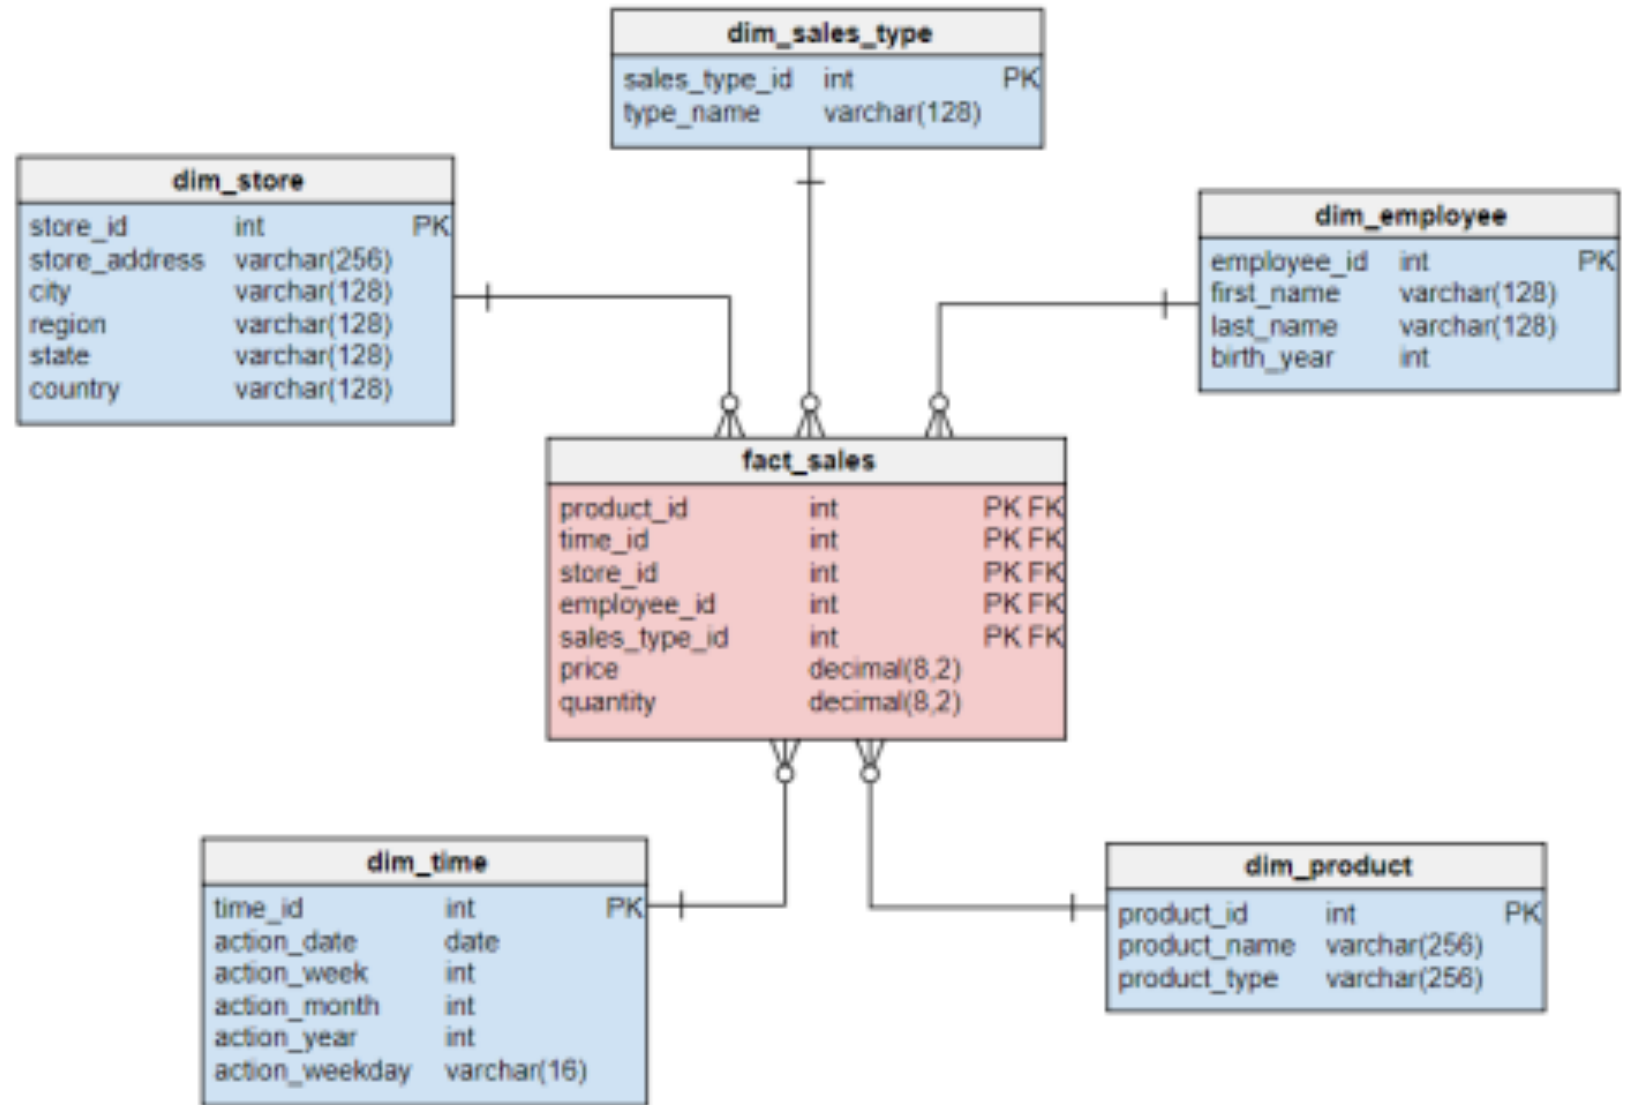 dim_sales_type
sales_type_id int PK
type_name varchar(128)
dim_store
store_id int PK
store_address varchar(256)
city varchar(128)
region varchar(128)
state varchar(128)
country varchar(128)
dim_employee
employee_id int PK
first_name varchar(128)
last_name varchar(128)
birth_year int
fact_sales
product_id int PK FK
time_id int PK FK
store_id int PK FK
employee_id int PK FK
sales_type_id int PK FK
price decimal(8,2)
quantity decimal(8,2)
dim_time
time_id int PK
action_date date
action_week int
action_month int
action_year int
action_weekday varchar(16)
dim_product
product_id int PK
product_name varchar(256)
product_type varchar(256)